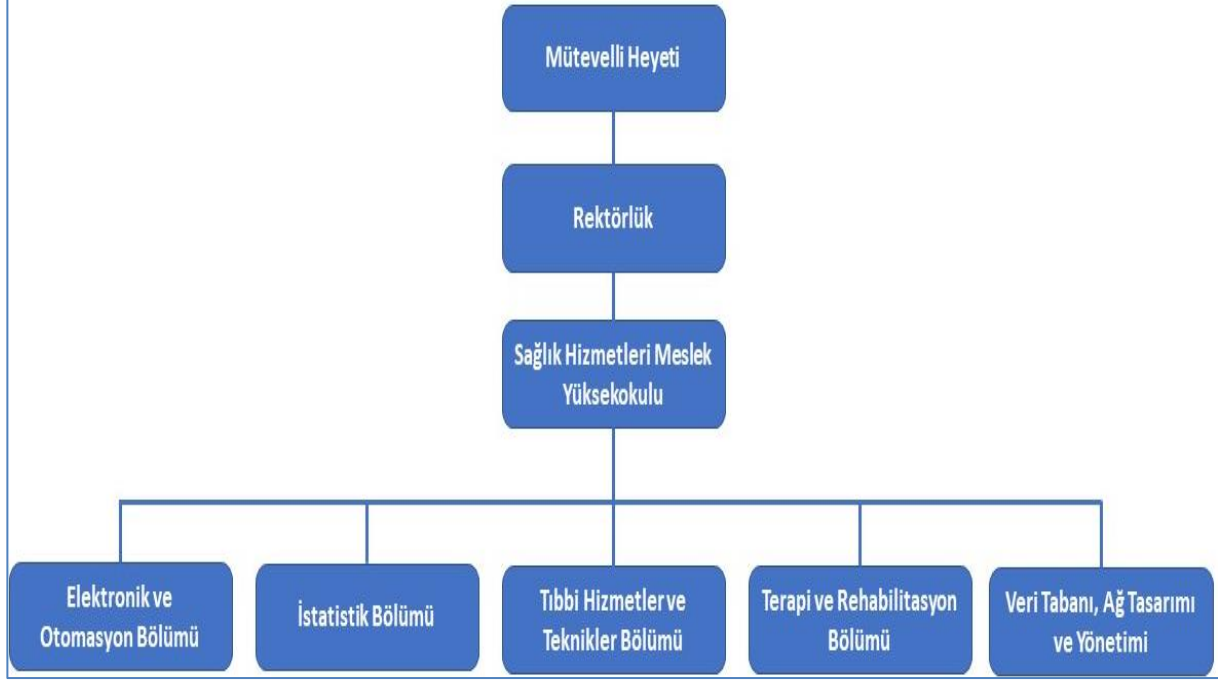 Mütevelli Heyeti
Rektörlük
Sağlık Hizmetleri Meslek
Yüksekokulu
Elektronik ve
Otomasyon Bölümü
İstatistik Bölümü
Tıbbi Hizmetler ve
Teknikler Bölümü
Terapi ve Rehabilitasyon
Bölümü
Veri Tabanı, Ağ Tasarımı
ve Yönetimi